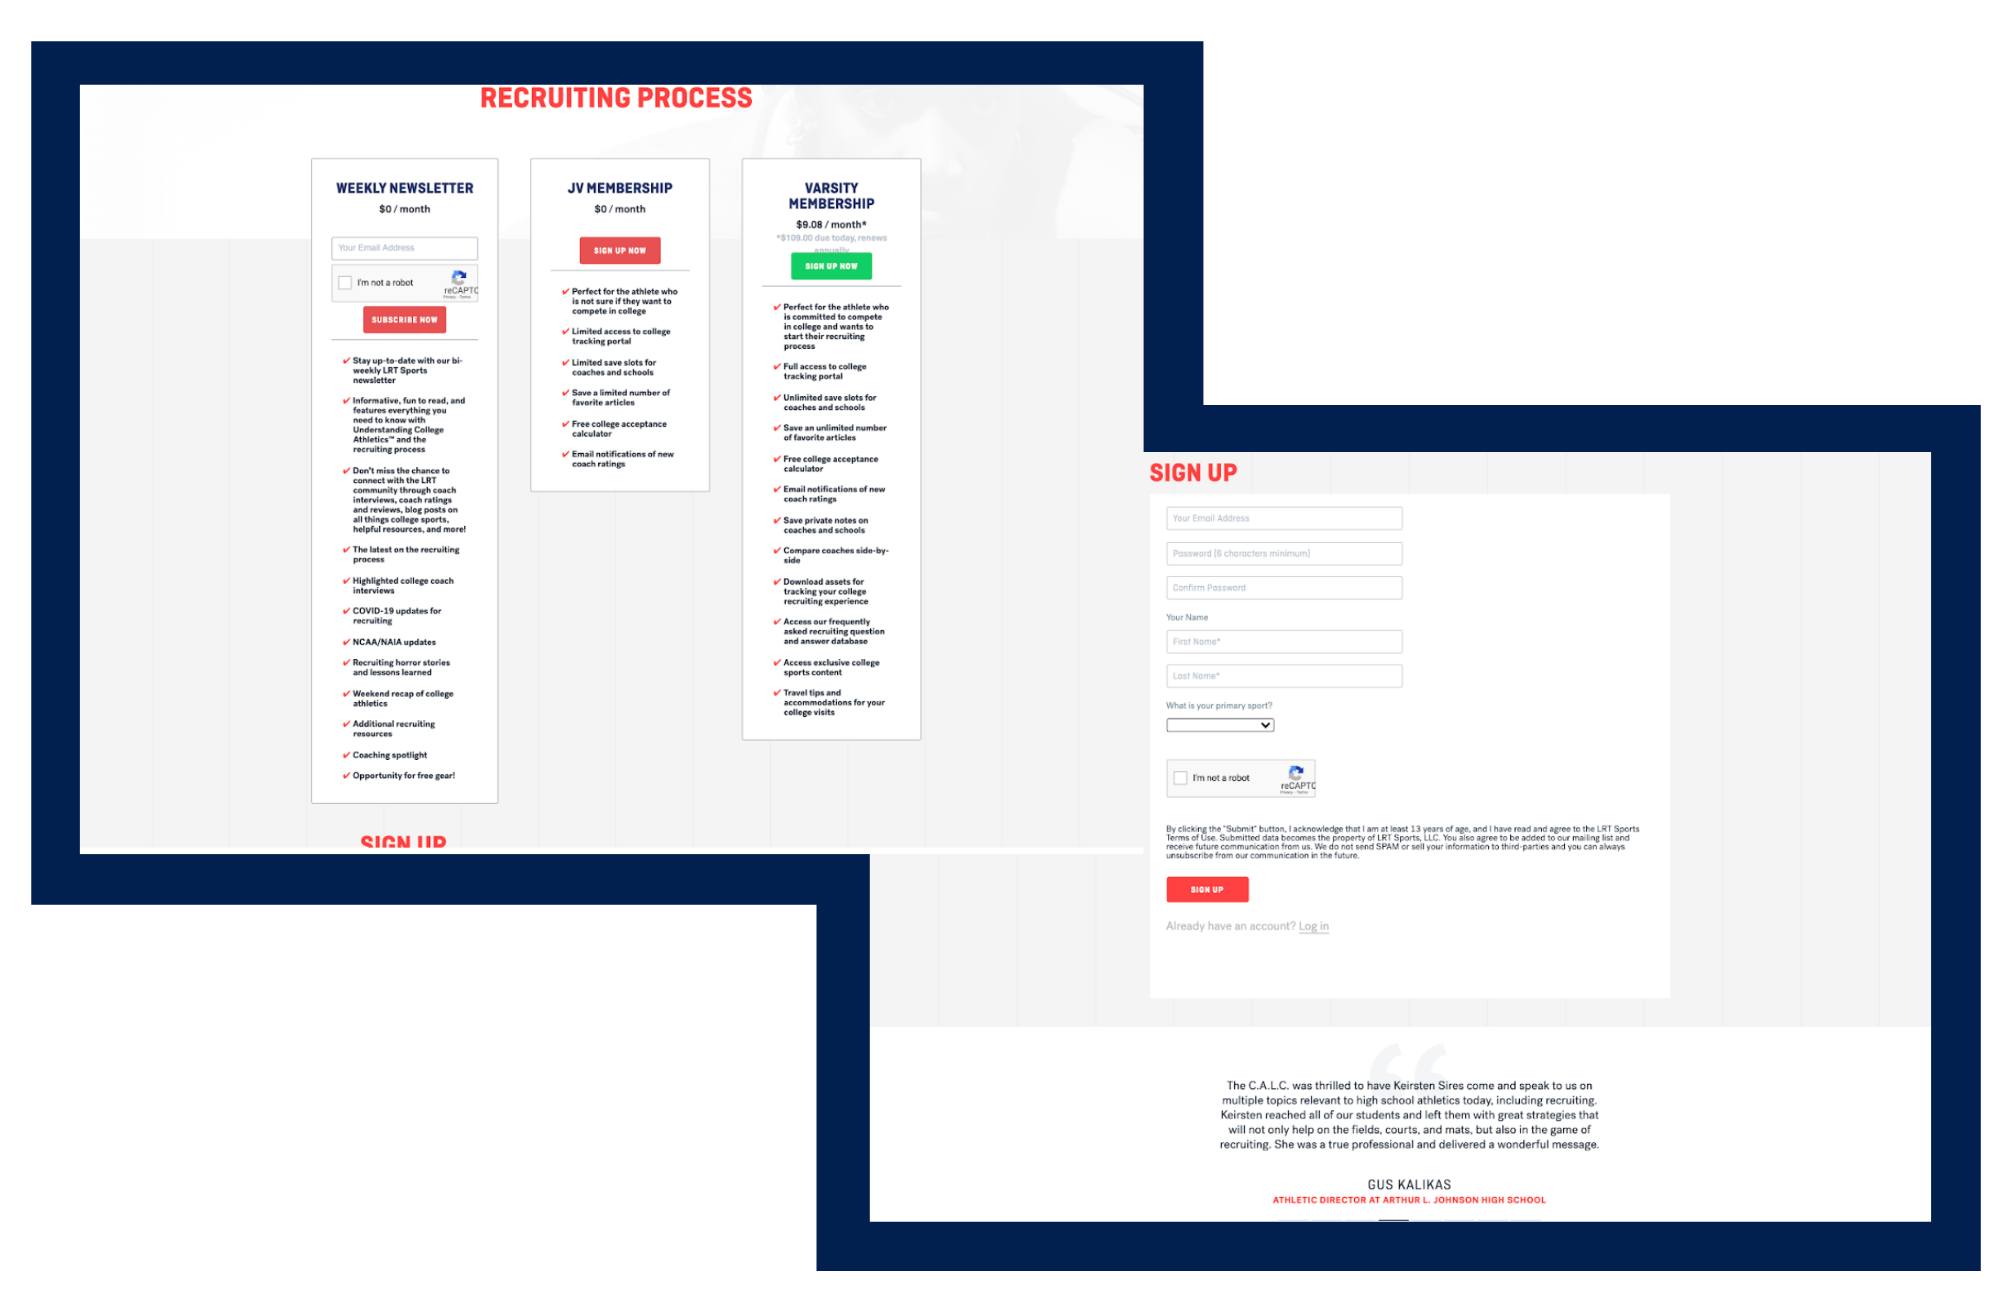 RECRUITING PROCESS
WEEKLY NEWSLETTER
$0 / month
Your Email Address
I'm not a robot
reCAPTC
Privacy - Terms
SUBSCRIBE NOW
✔ Stay up-to-date with our bi-
weekly LRT Sports
newsletter
✔ Informative, fun to read, and
features everything you
need to know with
Understanding College
Athletics™ and the
recruiting process
✔ Don't miss the chance to
connect with the LRT
community through coach
interviews, coach ratings
and reviews, blog posts on
all things college sports,
helpful resources, and more!
✔ The latest on the recruiting
process
✔ Highlighted college coach
interviews
✔ COVID-19 updates for
recruiting
✔ NCAA/NAIA updates
✔ Recruiting horror stories
and lessons learned
✔ Weekend recap of college
athletics
✔ Additional recruiting
resources
✔ Coaching spotlight
✔ Opportunity for free gear!
JV MEMBERSHIP
$0 / month
SIGN UP NOW
✔ Perfect for the athlete who
is not sure if they want to
compete in college
✔ Limited access to college
tracking portal
✔ Limited save slots for
coaches and schools
✔ Save a limited number of
favorite articles
✔ Free college acceptance
calculator
✔ Email notifications of new
coach ratings
VARSITY
MEMBERSHIP
$9.08 / month*
*$109.00 due today, renews
annually
SIGN UP NOW
✔ Perfect for the athlete who
is committed to compete
in college and wants to
start their recruiting
process
✔ Full access to college
tracking portal
✔ Unlimited save slots for
coaches and schools
✔ Save an unlimited number
of favorite articles
✔ Free college acceptance
calculator
✔ Email notifications of new
coach ratings
✔ Save private notes on
coaches and schools
✔ Compare coaches side-by-
side
✔ Download assets for
tracking your college
recruiting experience
✔ Access our frequently
asked recruiting question
and answer database
✔ Access exclusive college
sports content
✔ Travel tips and
accommodations for your
college visits
SIGN UP
SIGN UP
Your Email Address
Password (6 characters minimum)
Confirm Password
Your Name
First Name*
Last Name*
What is your primary sport?
I'm not a robot
reCAPTC
Privacy - Terms
By clicking the "Submit" button, I acknowledge that I am at least 13 years of age, and I have read and agree to the LRT Sports
Terms of Use. Submitted data becomes the property of LRT Sports, LLC. You also agree to be added to our mailing list and
receive future communication from us. We do not send SPAM or sell your information to third-parties and you can always
unsubscribe from our communication in the future.
SIGN UP
Already have an account? Log in
“
The C.A.L.C. was thrilled to have Keirsten Sires come and speak to us on
multiple topics relevant to high school athletics today, including recruiting.
Keirsten reached all of our students and left them with great strategies that
will not only help on the fields, courts, and mats, but also in the game of
recruiting. She was a true professional and delivered a wonderful message.
GUS KALIKAS
ATHLETIC DIRECTOR AT ARTHUR L. JOHNSON HIGH SCHOOL